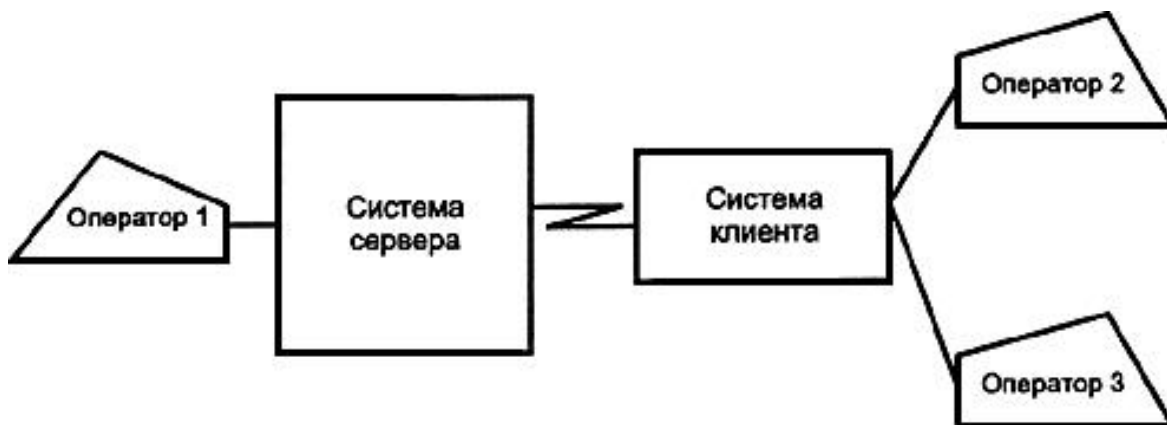 Оператор 1
Система
сервера
Система
клиента
Оператор 2
Оператор 3